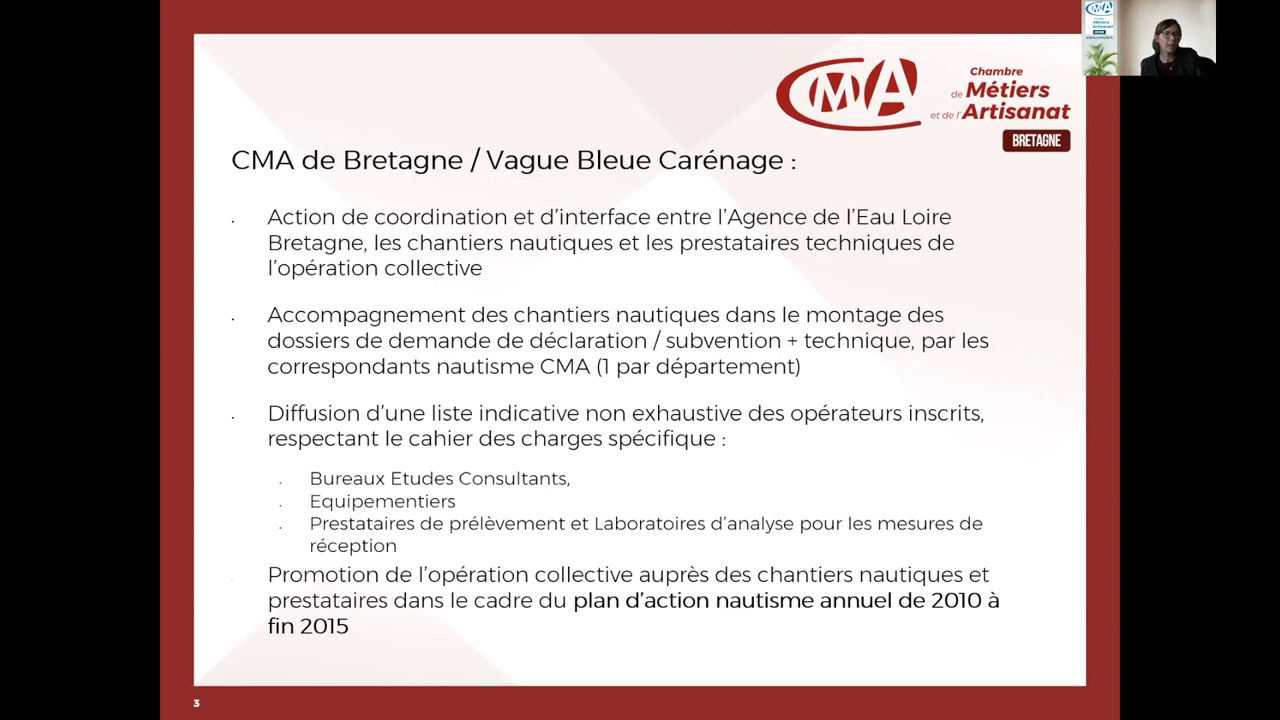 CMA
Chambre
de Métiers
et de l'Artisanat
BRETAGNE
CMA de Bretagne / Vague Bleue Carénage :
Action de coordination et d'interface entre l'Agence de l'Eau Loire
Bretagne, les chantiers nautiques et les prestataires techniques de
l'opération collective
Accompagnement des chantiers nautiques dans le montage des
dossiers de demande de déclaration / subvention + technique, par les
correspondants nautisme CMA (1 par département)
Diffusion d'une liste indicative non exhaustive des opérateurs inscrits,
respectant le cahier des charges spécifique :
Bureaux Etudes Consultants,
Equipementiers
Prestataires de prélèvement et Laboratoires d'analyse pour les mesures de
réception
Promotion de l'opération collective auprès des chantiers nautiques et
prestataires dans le cadre du plan d'action nautisme annuel de 2010 à
fin 2015
3